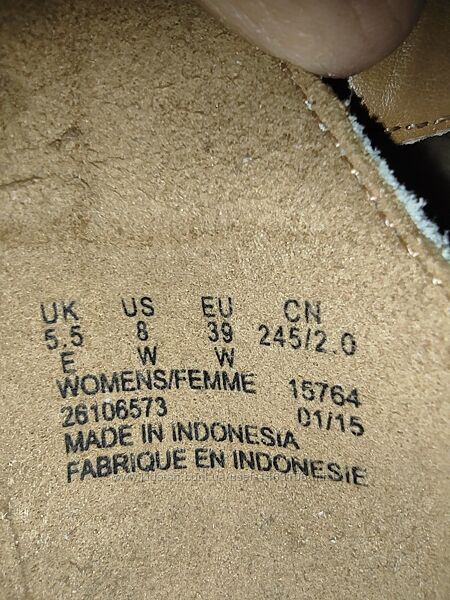 UK US EU CN
5.5 8 39 245/2.0
E W W
WOMENS/FEMME 15764
26106573 01/15
MADE IN INDONESIA
FABRIQUE EN INDONESIE